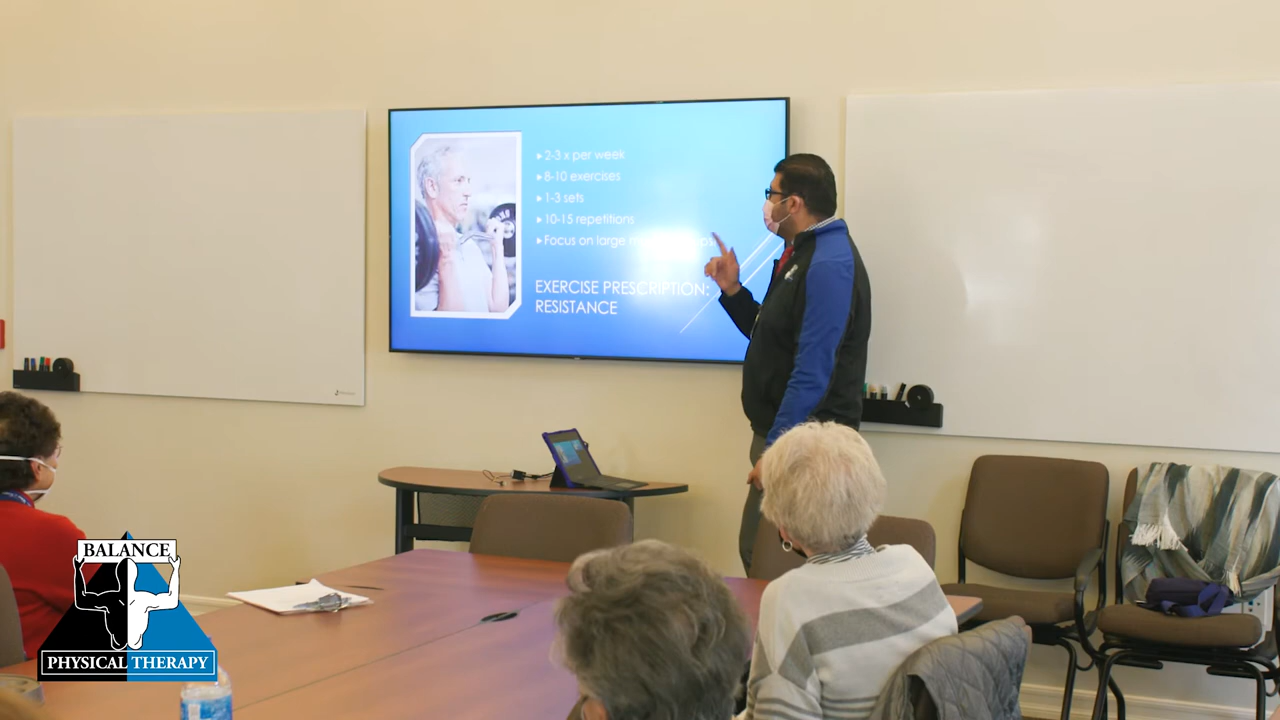 2-3 x per week
8-10 exercises
1-3 sets
10-15 repetitions
Focus on large
EXERCISE PRESCRIPTION:
RESISTANCE
BALANCE
PHYSICAL THERAPY